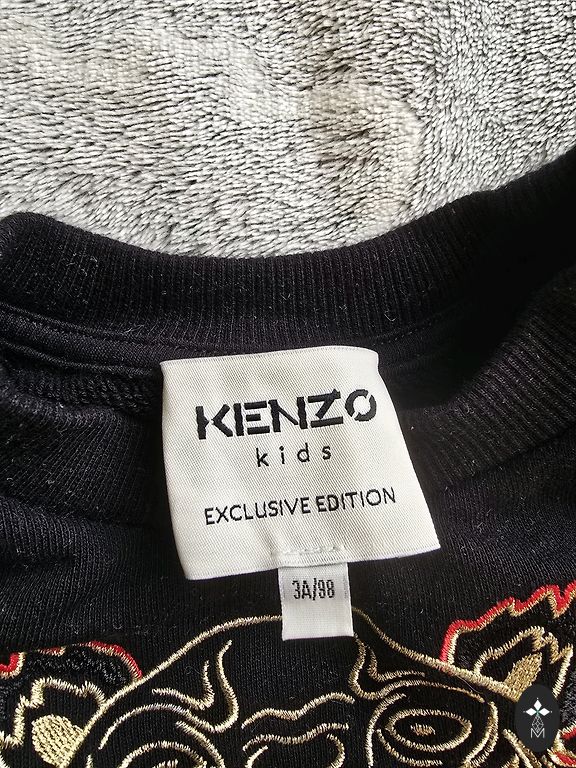 KENZO
kids
EXCLUSIVE EDITION
3A/98
M